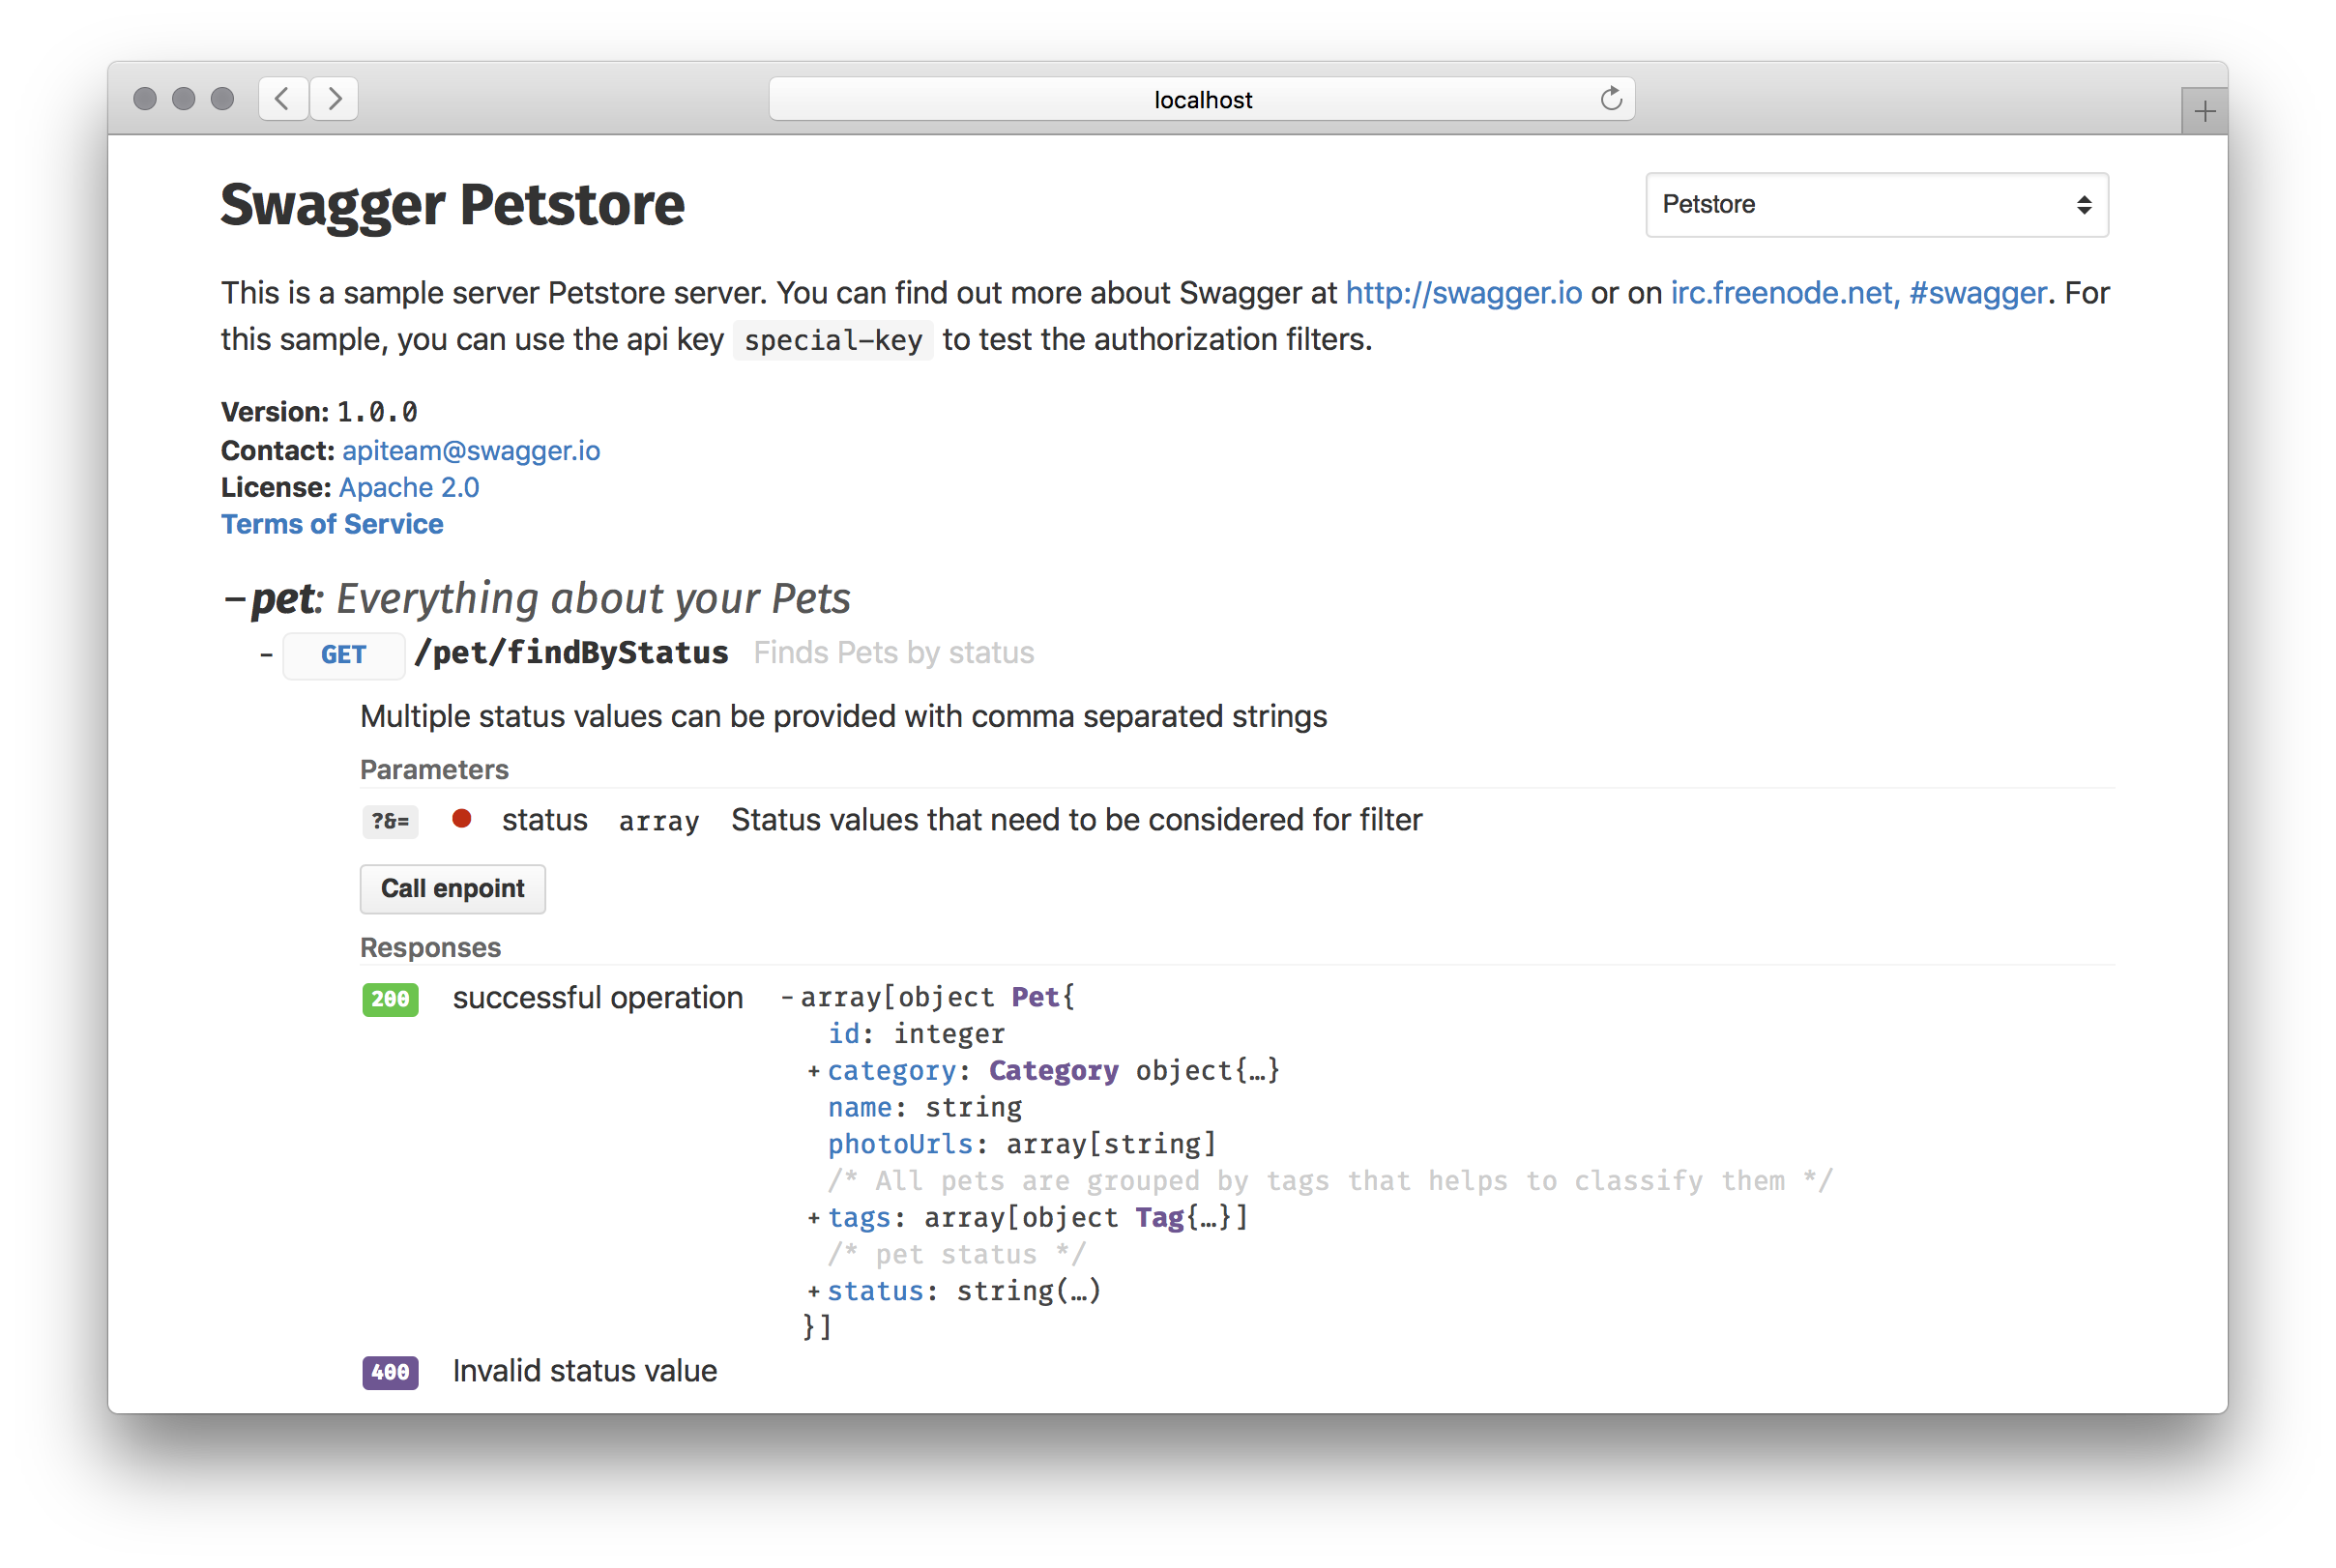 localhost
Swagger Petstore
Petstore
This is a sample server Petstore server. You can find out more about Swagger at http://swagger.io or on irc.freenode.net, #swagger. For
this sample, you can use the api key special-key to test the authorization filters.
Version: 1.0.0
Contact: apiteam@swagger.io
License: Apache 2.0
Terms of Service
− pet: Everything about your Pets
− GET /pet/findByStatus Finds Pets by status
Multiple status values can be provided with comma separated strings
Parameters
?&= status array Status values that need to be considered for filter
Call enpoint
Responses
200 successful operation − array[object Pet{
id: integer
+ category: Category object{…}
name: string
photoUrls: array[string]
/* All pets are grouped by tags that helps to classify them */
+ tags: array[object Tag{…}]
/* pet status */
+ status: string(…)
}]
400 Invalid status value